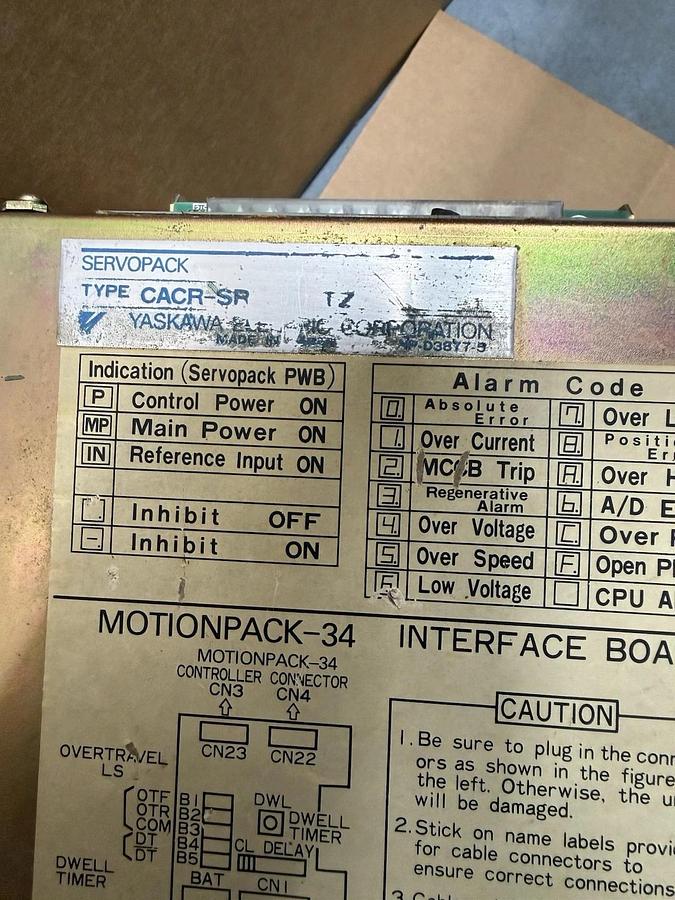 SERVOPACK
TYPE CACR-SR TZ
YASKAWA CORPORATION
MADE IN
NP-D3877-5
Indication (Servopack PWB)
P Control Power ON
MP Main Power ON
IN Reference Input ON
Inhibit OFF
- Inhibit ON
Alarm Code
0. Absolute Error
1. Over Current
2. MCCB Trip
3. Regenerative Alarm
4. Over Voltage
5. Over Speed
6. Low Voltage
7. Over L
8. Positi
Er
A. Over H
b. A/D E
C. Over
F. Open P
CPU A
MOTIONPACK-34 INTERFACE BOA
MOTIONPACK-34
CONTROLLER CONNECTOR
CN3 CN4
CN23 CN22
OVERTRAVEL
LS
OTF B1
OTR B2
COM B3
DT B4
DT B5
DWL
DWELL
TIMER
CL DELAY
DWELL
TIMER
BAT CN1
CAUTION
1. Be sure to plug in the conn
ors as shown in the figure
the left. Otherwise, the u
will be damaged.
2. Stick on name labels provi
for cable connectors to
ensure correct connections